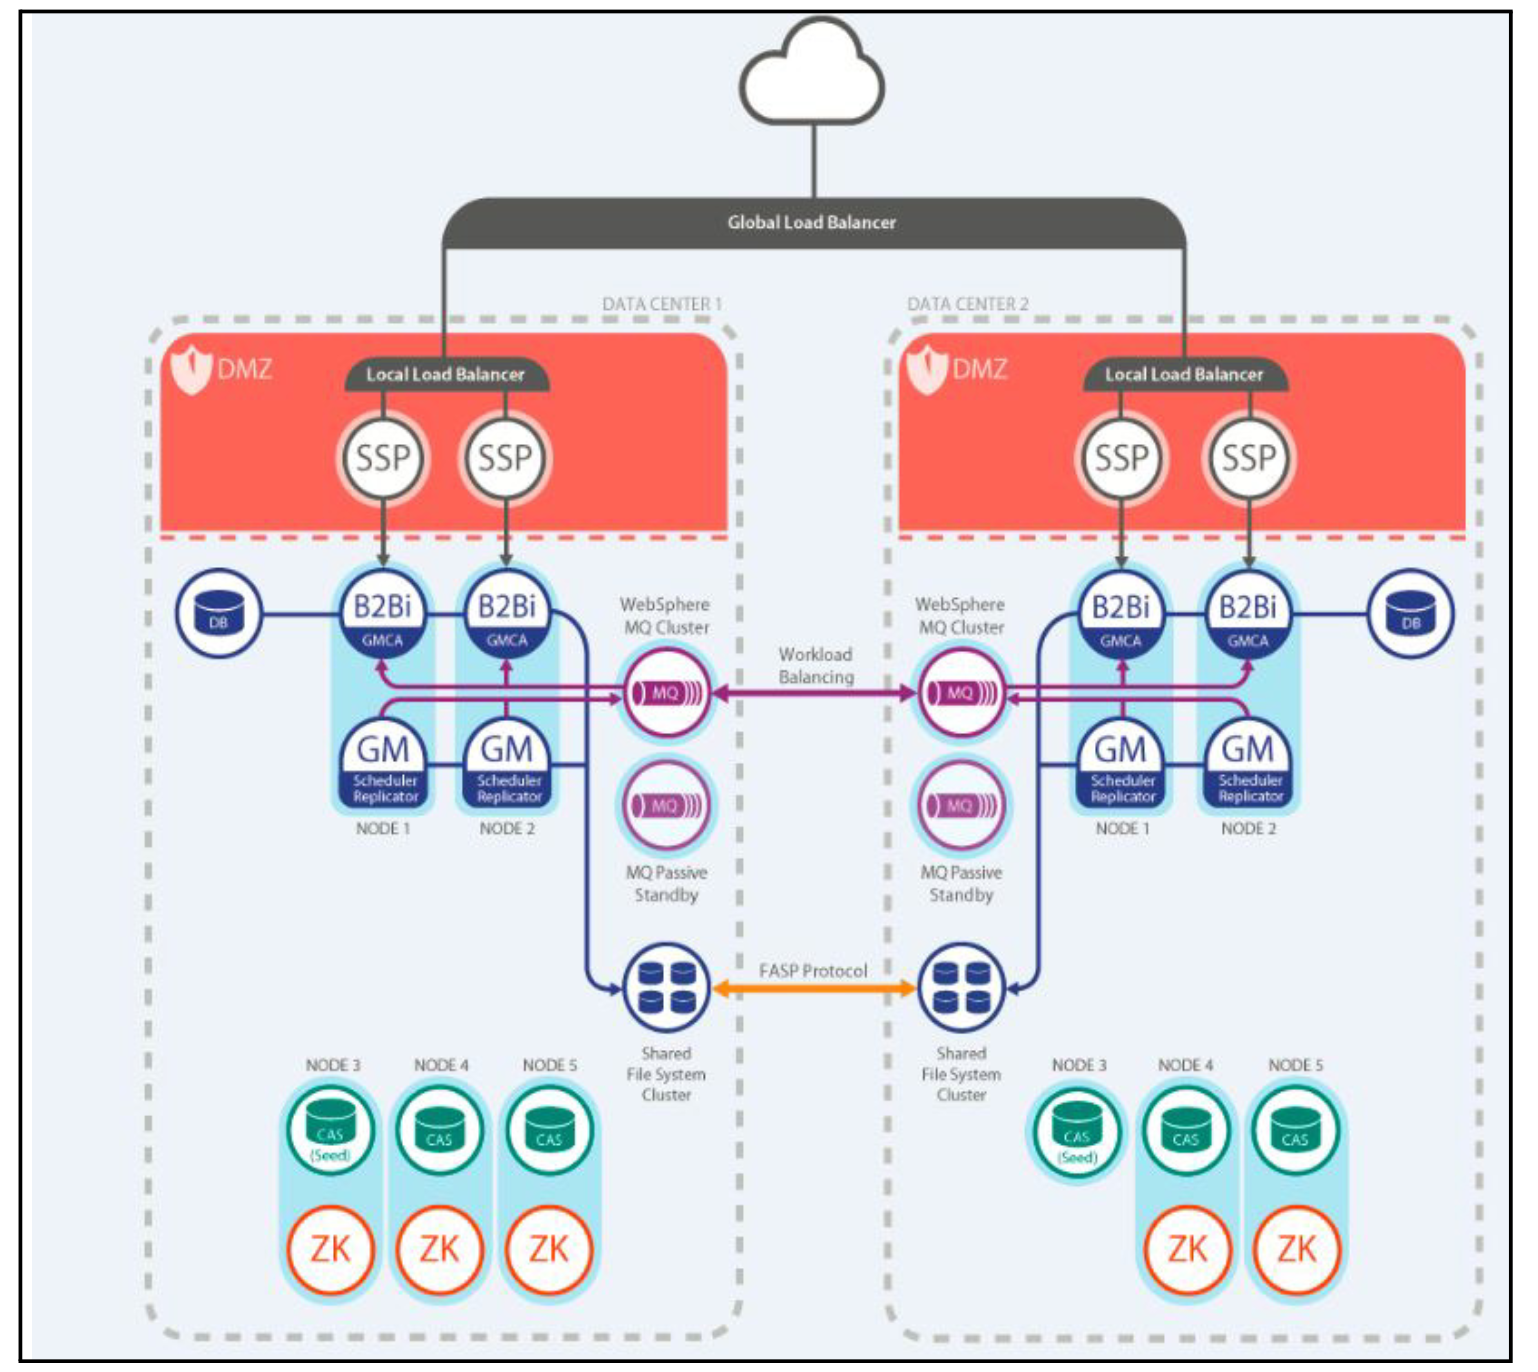 Global Load Balancer
DATA CENTER 1
DMZ
Local Load Balancer
SSP
SSP
DB
B2Bi
GMCA
B2Bi
GMCA
WebSphere
MQ Cluster
MQ
GM
Scheduler
Replicator
NODE 1
GM
Scheduler
Replicator
NODE 2
MQ
MQ Passive
Standby
Shared
File System
Cluster
NODE 3
CAS
(Seed)
ZK
NODE 4
CAS
ZK
NODE 5
CAS
ZK
Workload
Balancing
FASP Protocol
DATA CENTER 2
DMZ
Local Load Balancer
SSP
SSP
WebSphere
MQ Cluster
MQ
B2Bi
GMCA
B2Bi
GMCA
DB
MQ
MQ Passive
Standby
GM
Scheduler
Replicator
NODE 1
GM
Scheduler
Replicator
NODE 2
Shared
File System
Cluster
NODE 3
CAS
(Seed)
NODE 4
CAS
ZK
NODE 5
CAS
ZK